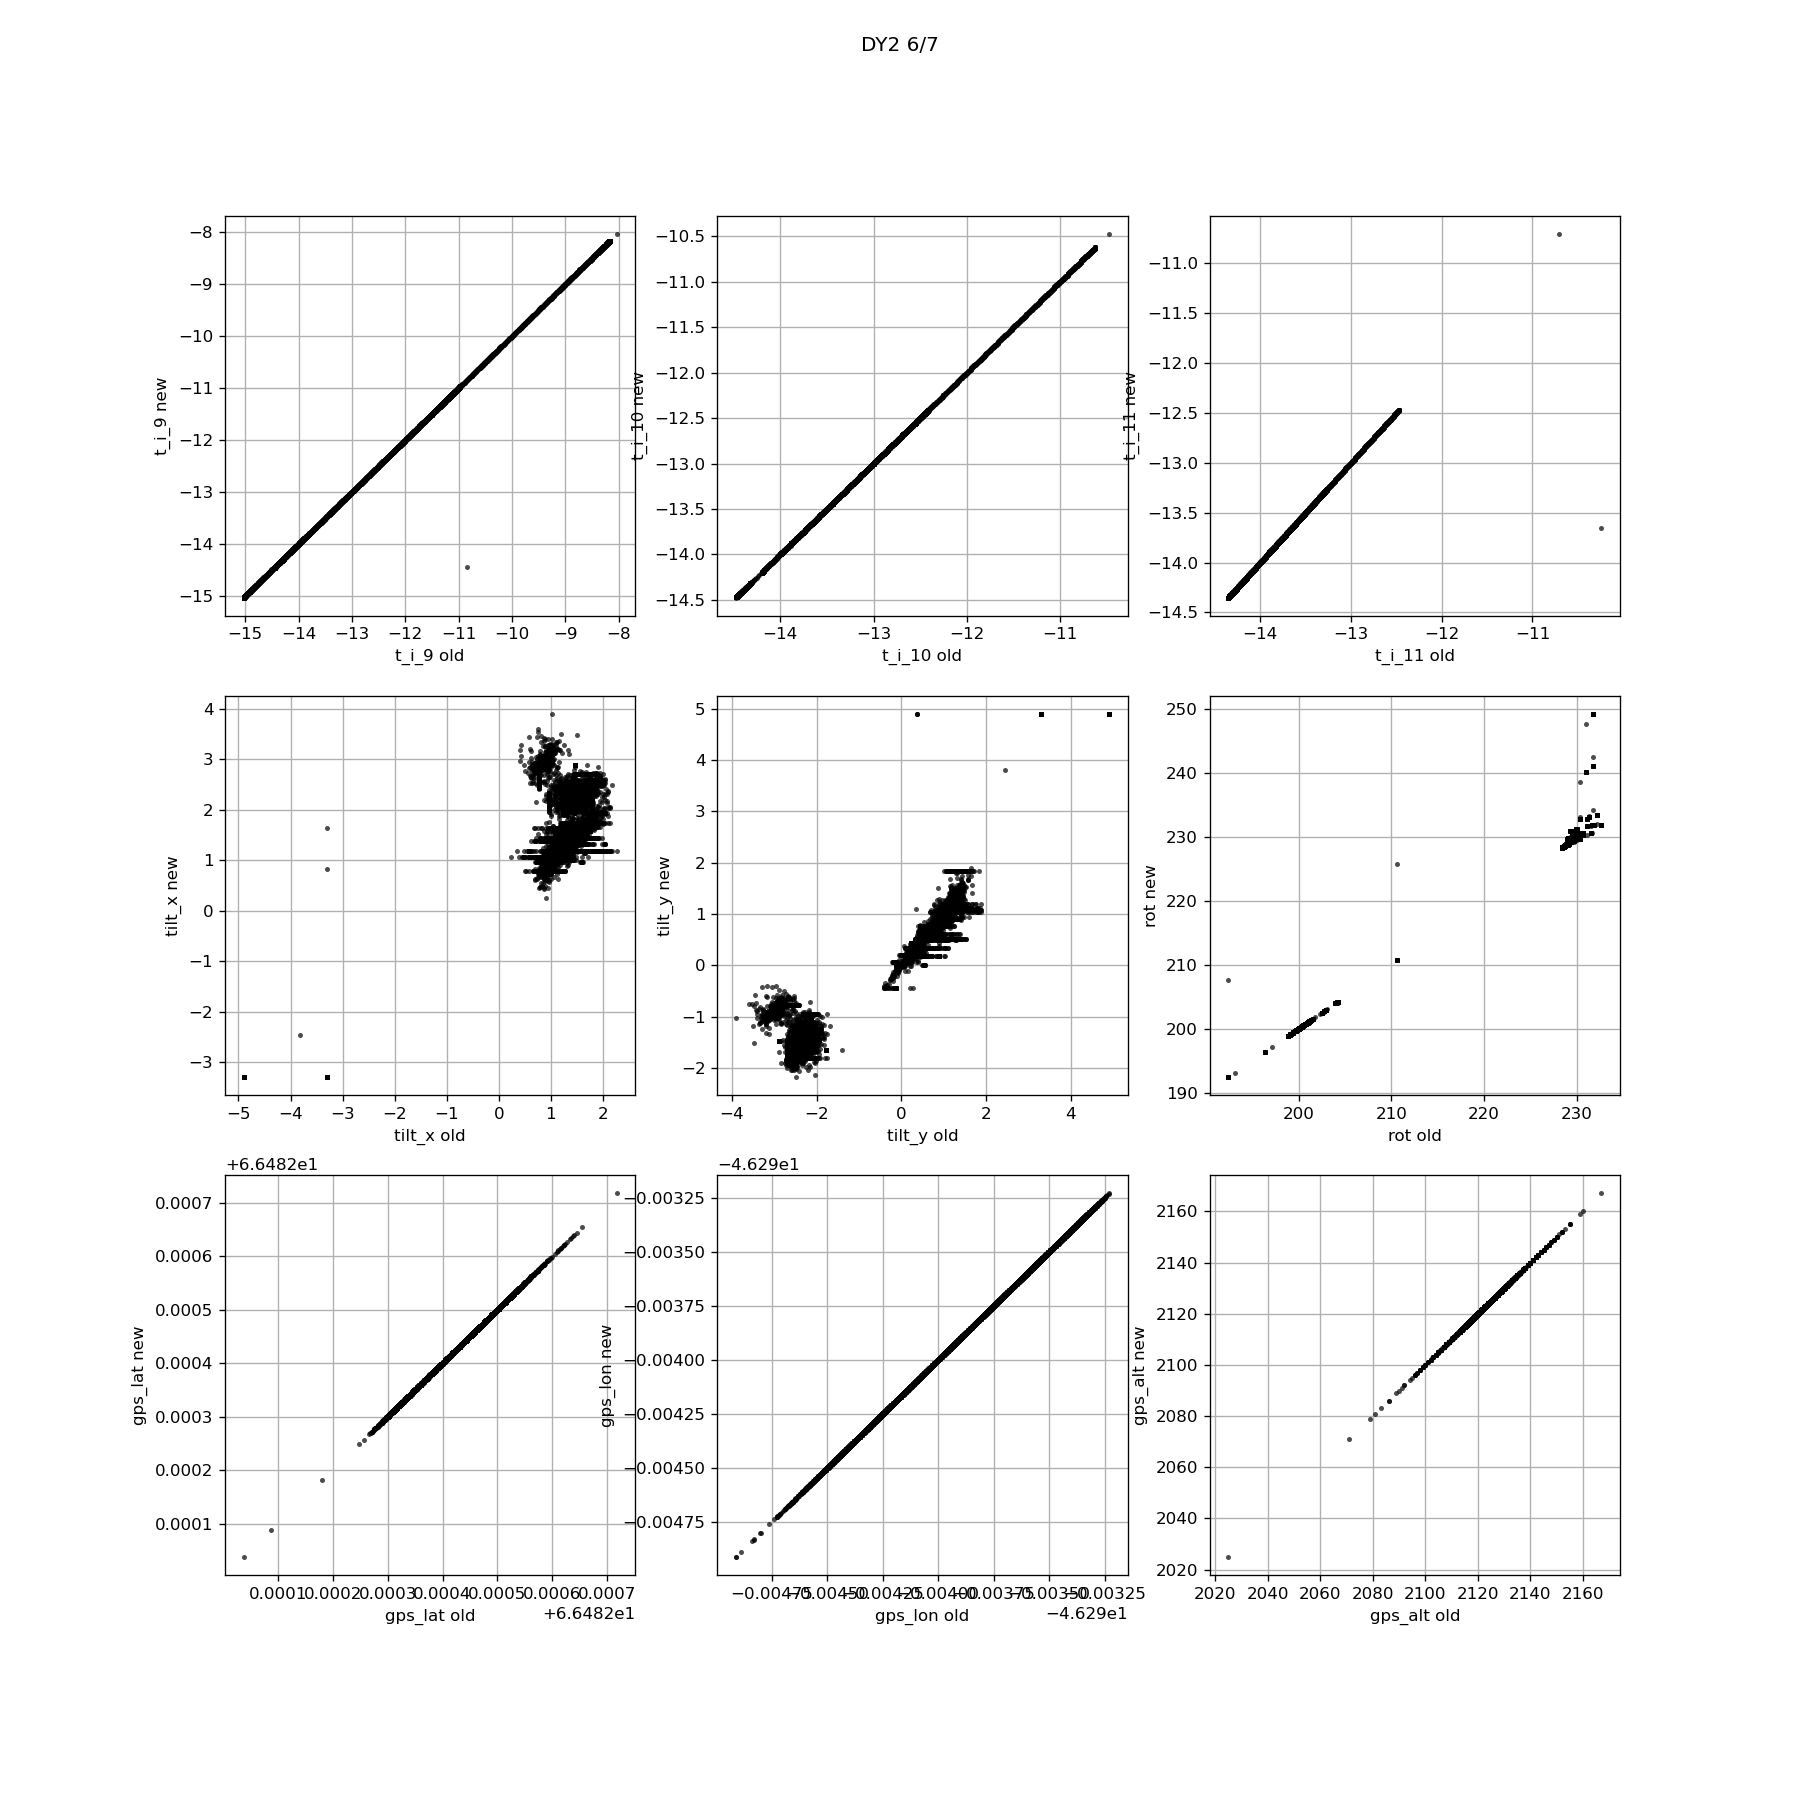 DY2 6/7
−8
−9
−10
−11
−12
−13
−14
−15
t_i_9 new
−15 −14 −13 −12 −11 −10 −9 −8
t_i_9 old
−10.5
−11.0
−11.5
−12.0
−12.5
−13.0
−13.5
−14.0
−14.5
t_i_10 new
−14 −13 −12 −11
t_i_10 old
−11.0
−11.5
−12.0
−12.5
−13.0
−13.5
−14.0
−14.5
t_i_11 new
−14 −13 −12 −11
t_i_11 old
4
3
2
1
0
−1
−2
−3
tilt_x new
−5 −4 −3 −2 −1 0 1 2
tilt_x old
5
4
3
2
1
0
−1
−2
tilt_y new
−4 −2 0 2 4
tilt_y old
250
240
230
220
210
200
190
rot new
200 210 220 230
rot old
+6.6482e1
0.0007
0.0006
0.0005
0.0004
0.0003
0.0002
0.0001
gps_lat new
0.0001 0.0002 0.0003 0.0004 0.0005 0.0006 0.0007
gps_lat old
+6.6482e1
−4.629e1
−0.00325
−0.00350
−0.00375
−0.00400
−0.00425
−0.00450
−0.00475
gps_lon new
−0.00475 −0.00450 −0.00425 −0.00400 −0.00375 −0.00350 −0.00325
gps_lon old
−4.629e1
2160
2140
2120
2100
2080
2060
2040
2020
gps_alt new
2020 2040 2060 2080 2100 2120 2140 2160
gps_alt old